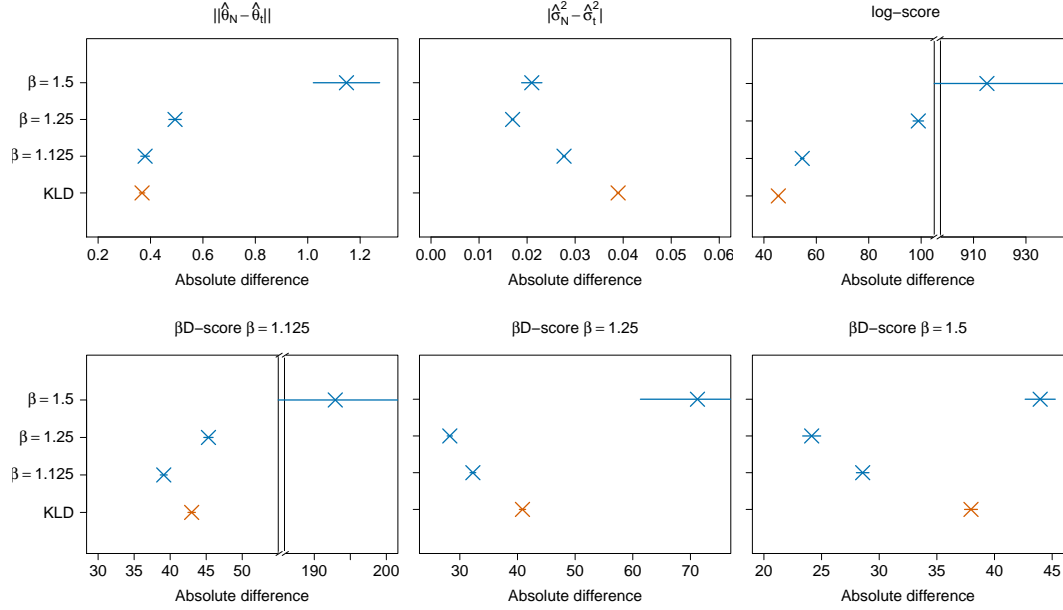 ||θ̂_N − θ̂_t||
|σ̂²_N − σ̂²_t|
log−score
β = 1.5
β = 1.25
β = 1.125
KLD
0.2 0.4 0.6 0.8 1.0 1.2
0.00 0.01 0.02 0.03 0.04 0.05 0.06
40 60 80 100 910 930
Absolute difference
Absolute difference
Absolute difference
βD−score β = 1.125
βD−score β = 1.25
βD−score β = 1.5
β = 1.5
β = 1.25
β = 1.125
KLD
30 35 40 45 50 190 200
30 40 50 60 70
20 25 30 35 40 45
Absolute difference
Absolute difference
Absolute difference